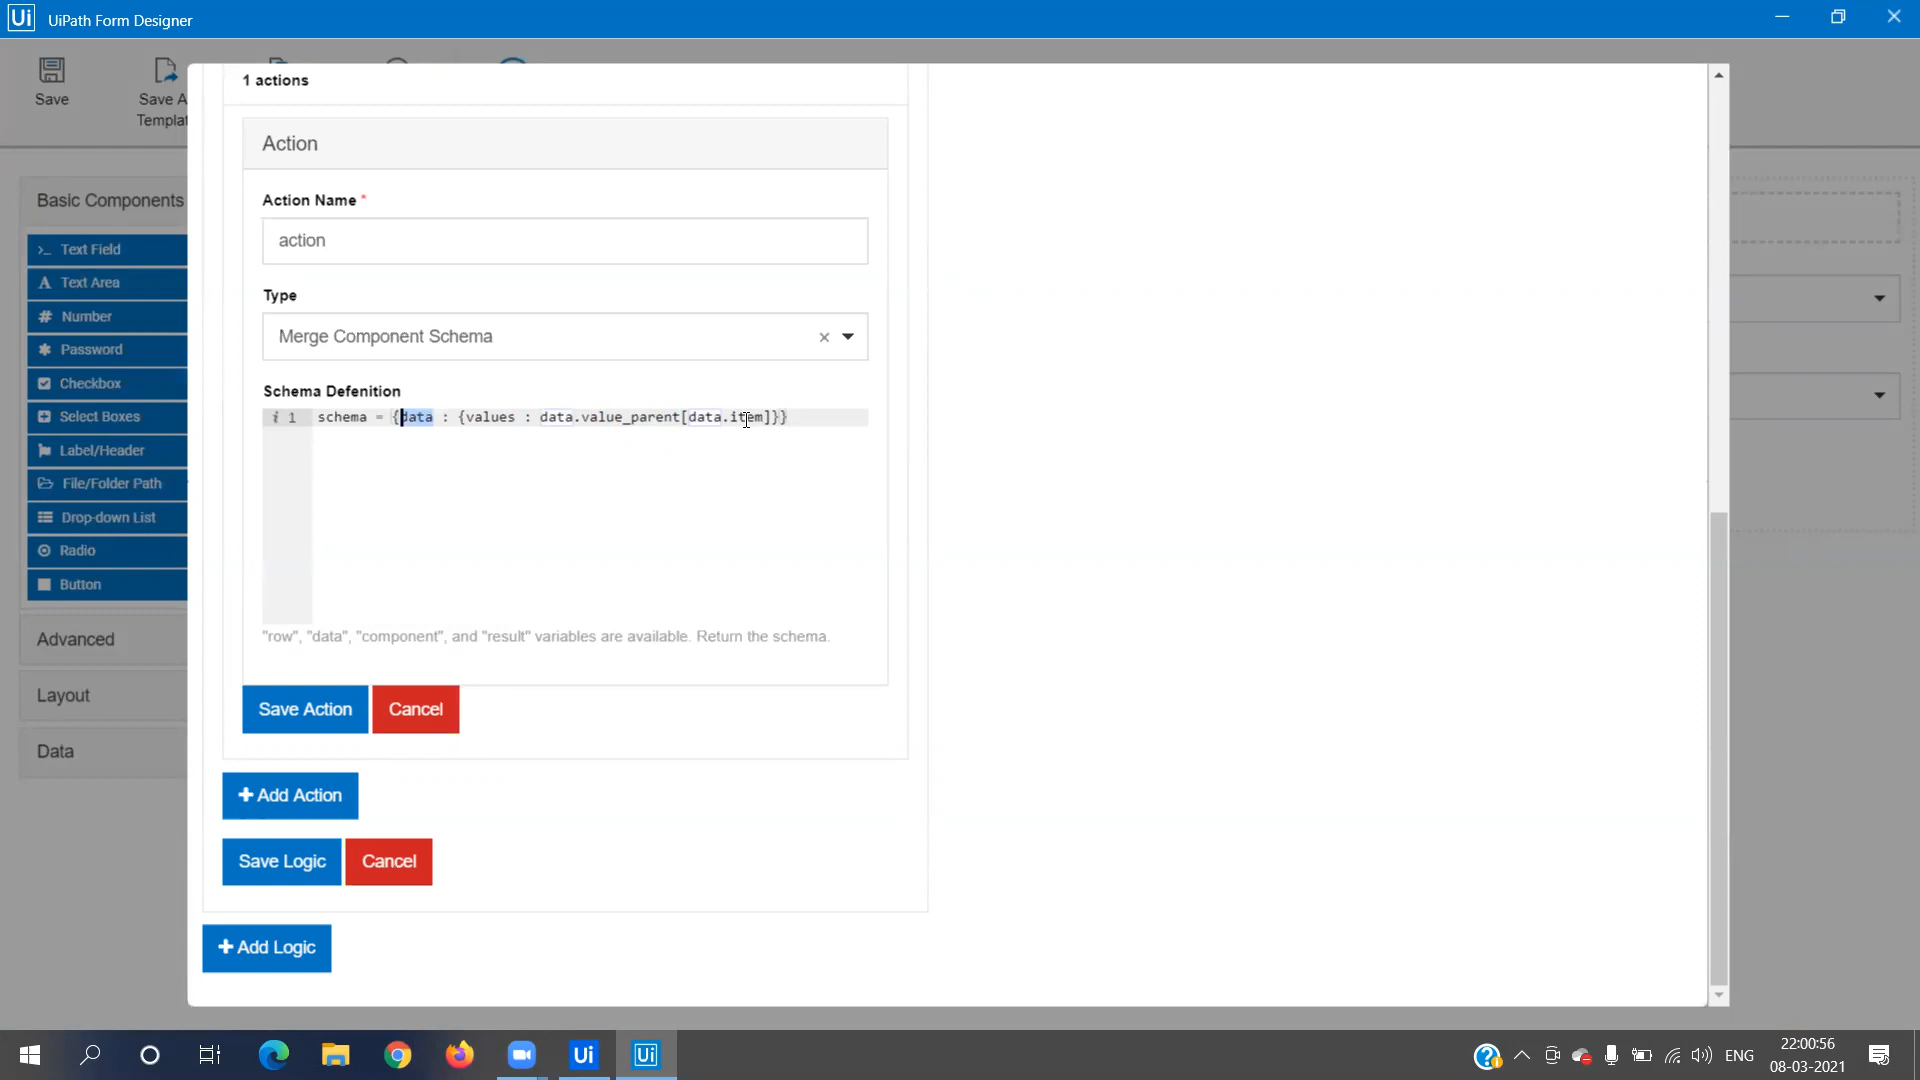 Ui UiPath Form Designer
Save
Save A
Templat
1 actions
Action
Basic Components
Action Name *
>_ Text Field
action
A Text Area
Type
# Number
Merge Component Schema
Password
Checkbox
Schema Defenition
Select Boxes
i 1 schema = {data : {values : data.value_parent[data.item]}}
Label/Header
File/Folder Path
Drop-down List
Radio
Button
Advanced
"row", "data", "component", and "result" variables are available. Return the schema.
Layout
Save Action Cancel
Data
+ Add Action
Save Logic Cancel
+ Add Logic
Ui Ui ENG 22:00:56
08-03-2021